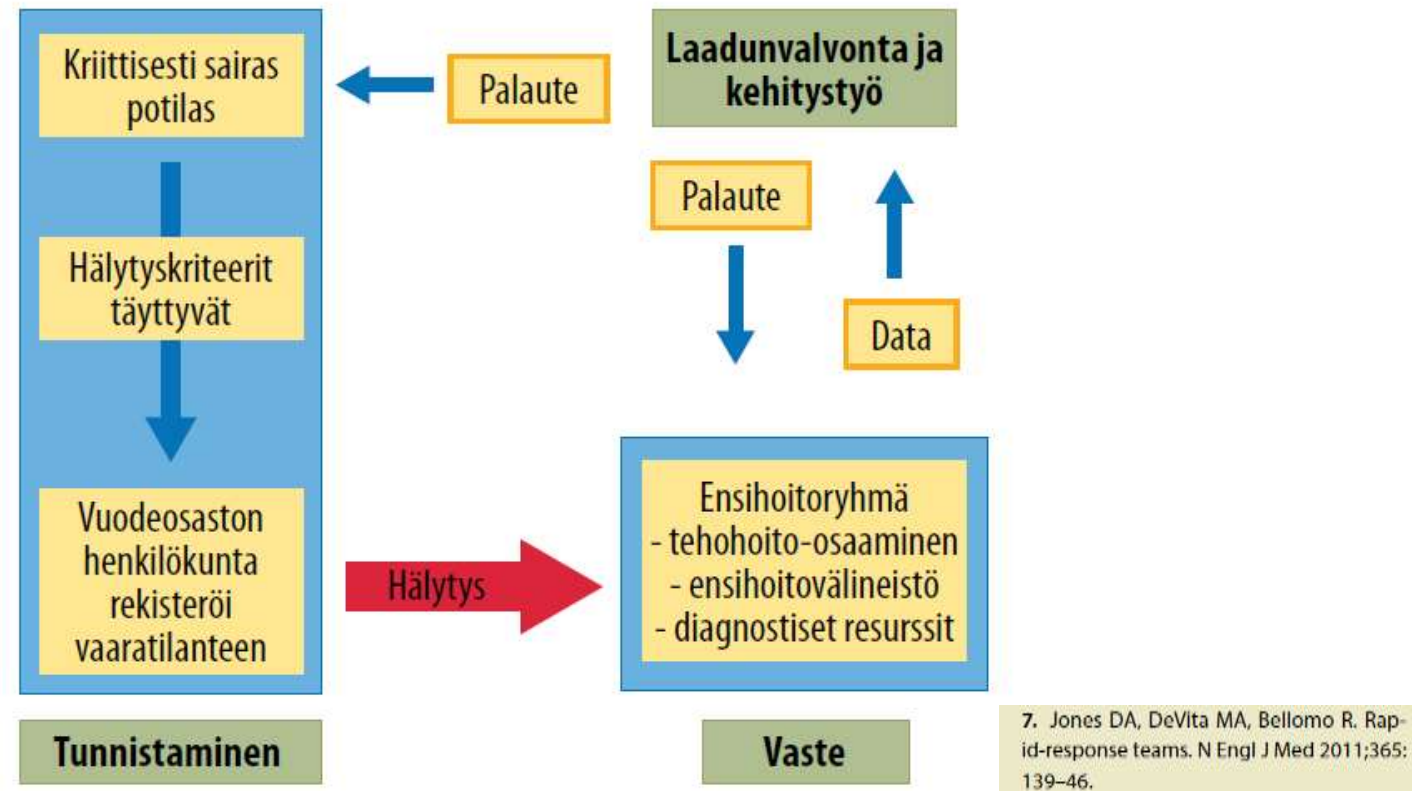 Kriittisesti sairas
potilas
Hälytyskriteerit
täyttyvät
Vuodeosaston
henkilökunta
rekisteröi
vaaratilanteen
Tunnistaminen
Palaute
Laadunvalvonta ja
kehitystyö
Palaute
Data
Hälytys
Ensihoitoryhmä
- tehohoito-osaaminen
- ensihoitovälineistö
- diagnostiset resurssit
Vaste
7. Jones DA, DeVita MA, Bellomo R. Rap-
id-response teams. N Engl J Med 2011;365:
139–46.